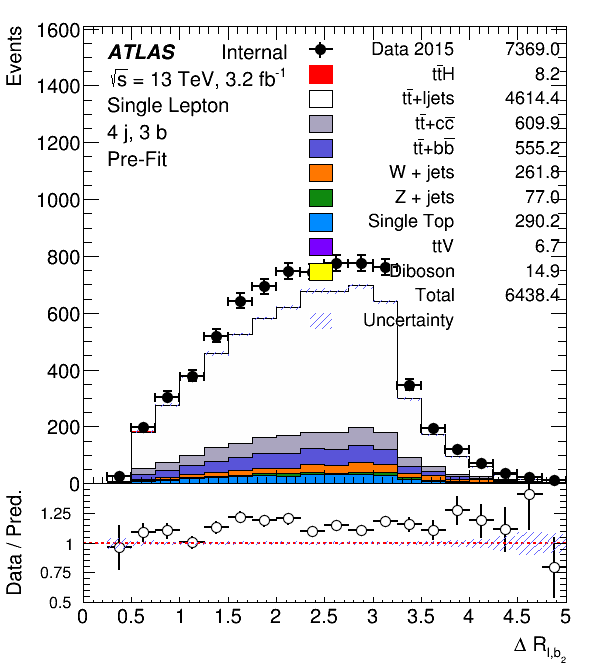 Events
1600
1400
1200
1000
800
600
400
200
0
ATLAS Internal
√s = 13 TeV, 3.2 fb⁻¹
Single Lepton
4 j, 3 b
Pre-Fit
Data 2015 7369.0
tt̄H 8.2
tt̄+ljets 4614.4
tt̄+cc̄ 609.9
tt̄+bb̄ 555.2
W + jets 261.8
Z + jets 77.0
Single Top 290.2
ttV 6.7
Diboson 14.9
Total 6438.4
Uncertainty
Data / Pred.
1.25
1
0.75
0.5
0 0.5 1 1.5 2 2.5 3 3.5 4 4.5 5
Δ R_{l,b_2}